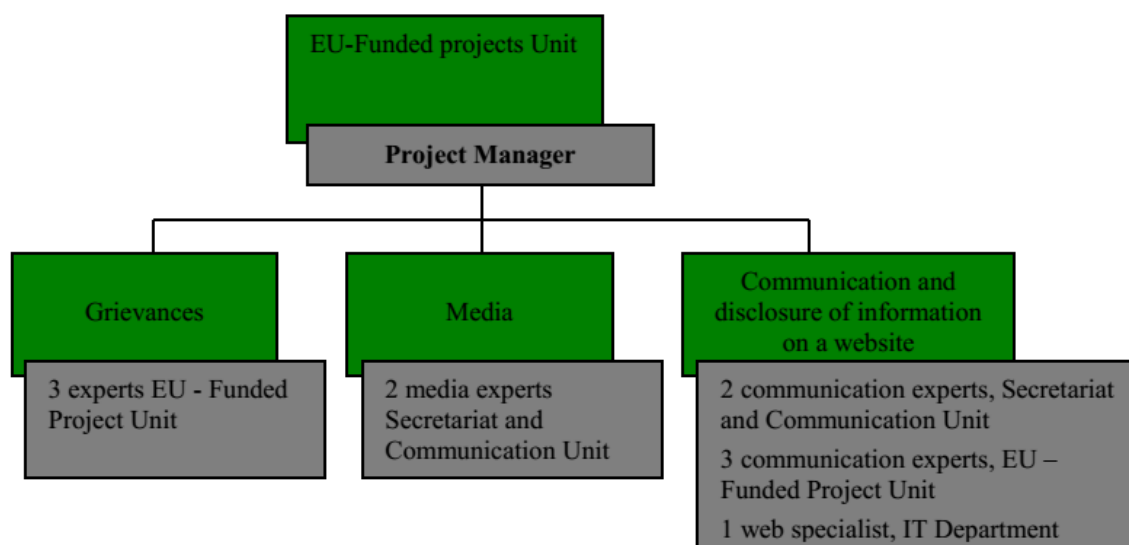 EU-Funded projects Unit
Project Manager
Grievances
3 experts EU - Funded
Project Unit
Media
2 media experts
Secretariat and
Communication Unit
Communication and
disclosure of information
on a website
2 communication experts, Secretariat
and Communication Unit
3 communication experts, EU –
Funded Project Unit
1 web specialist, IT Department